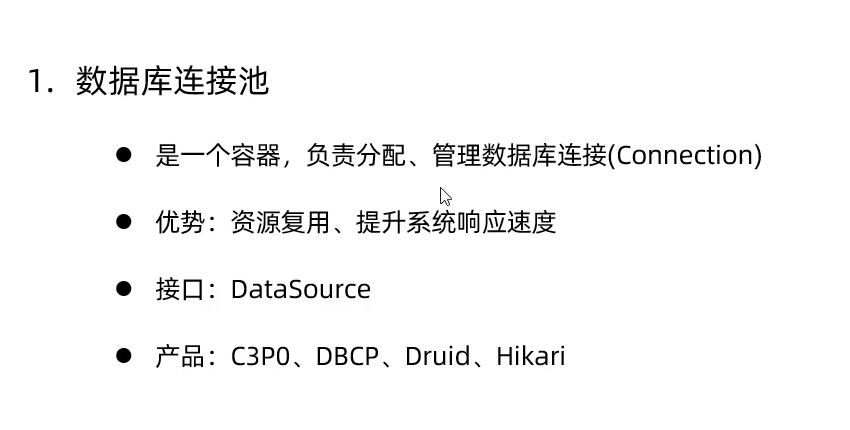 1. 数据库连接池
● 是一个容器，负责分配、管理数据库连接(Connection)
● 优势：资源复用、提升系统响应速度
● 接口：DataSource
● 产品：C3P0、DBCP、Druid、Hikari